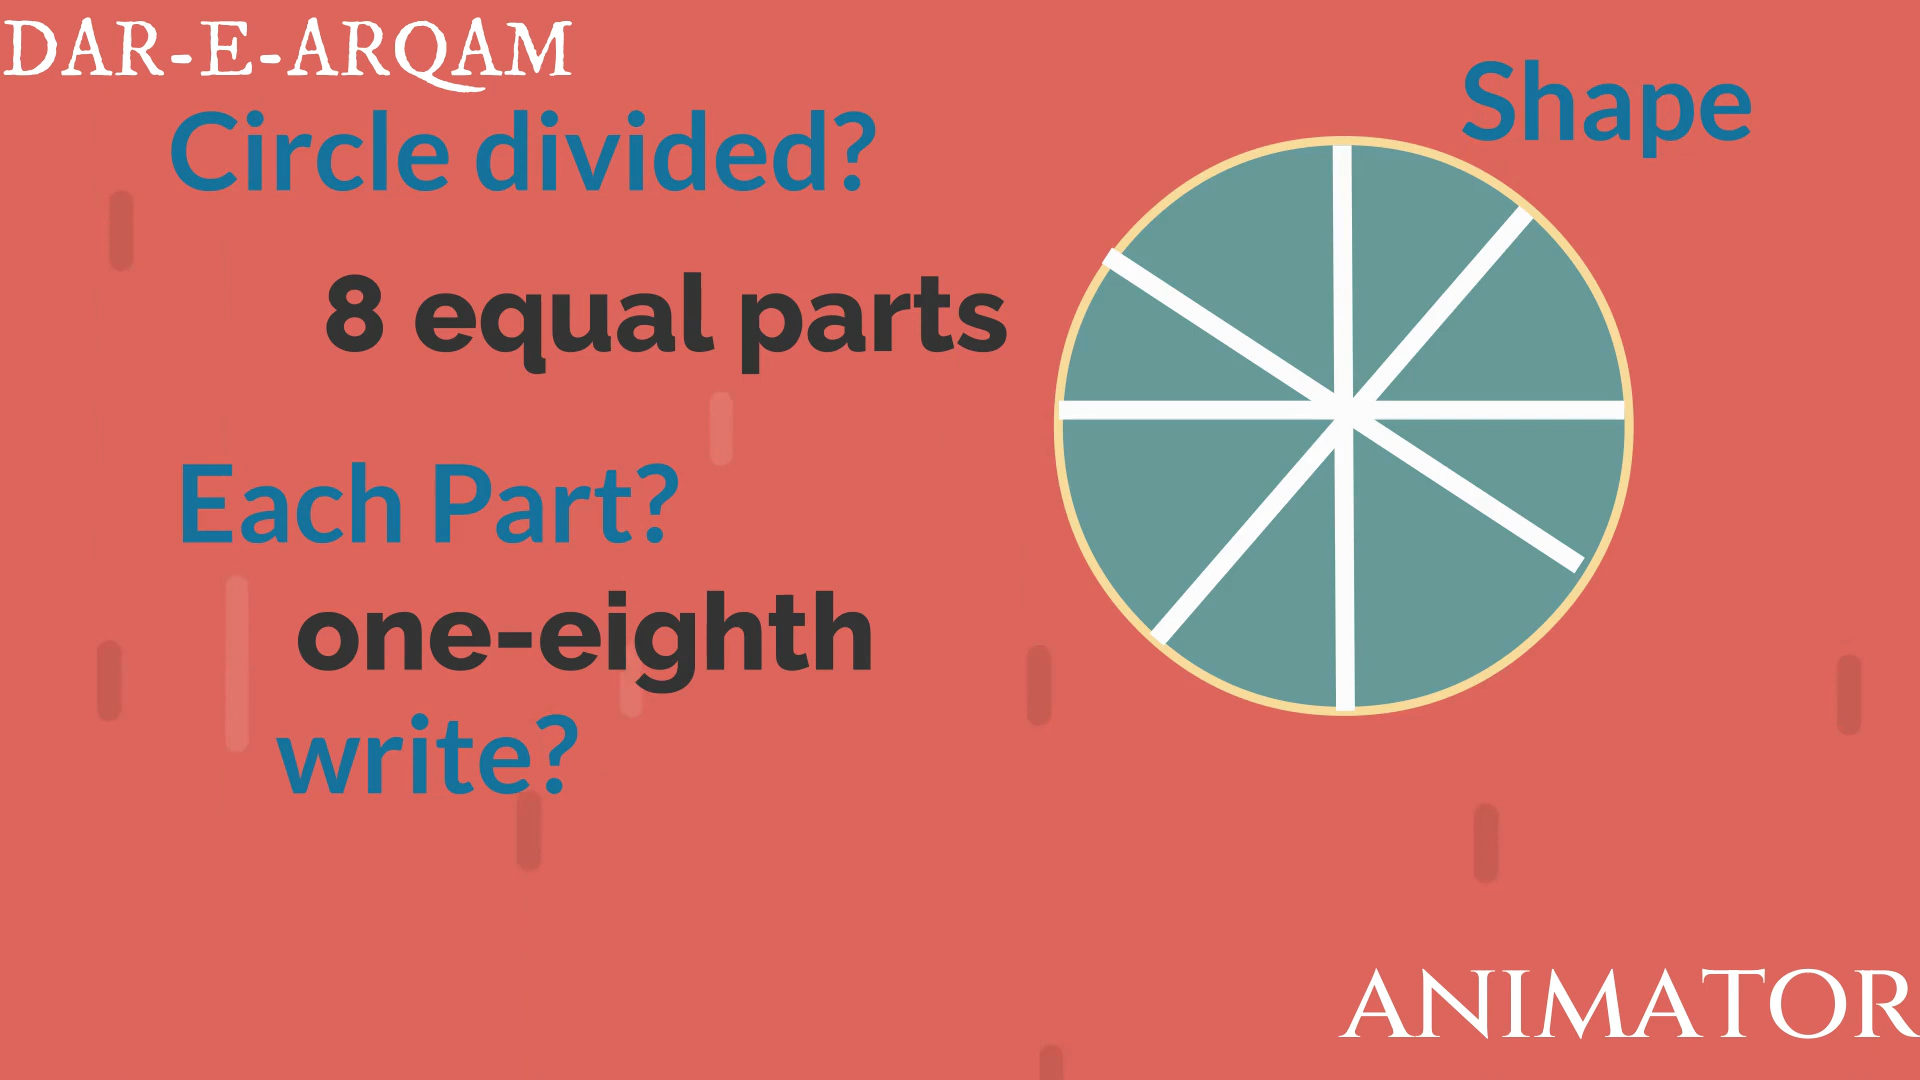 DAR-E-ARQAM
Shape
Circle divided?
8 equal parts
Each Part?
one-eighth
write?
ANIMATOR